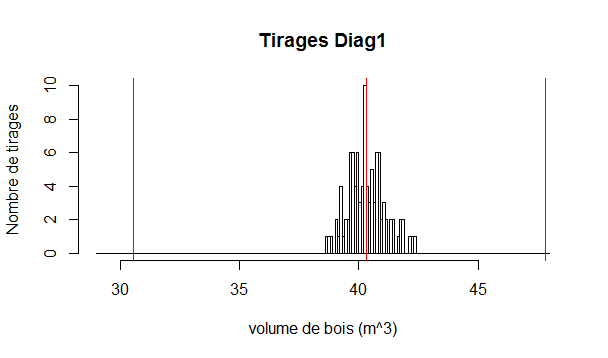 Tirages Diag1
Nombre de tirages
10
8
6
4
2
0
30 35 40 45
volume de bois (m^3)